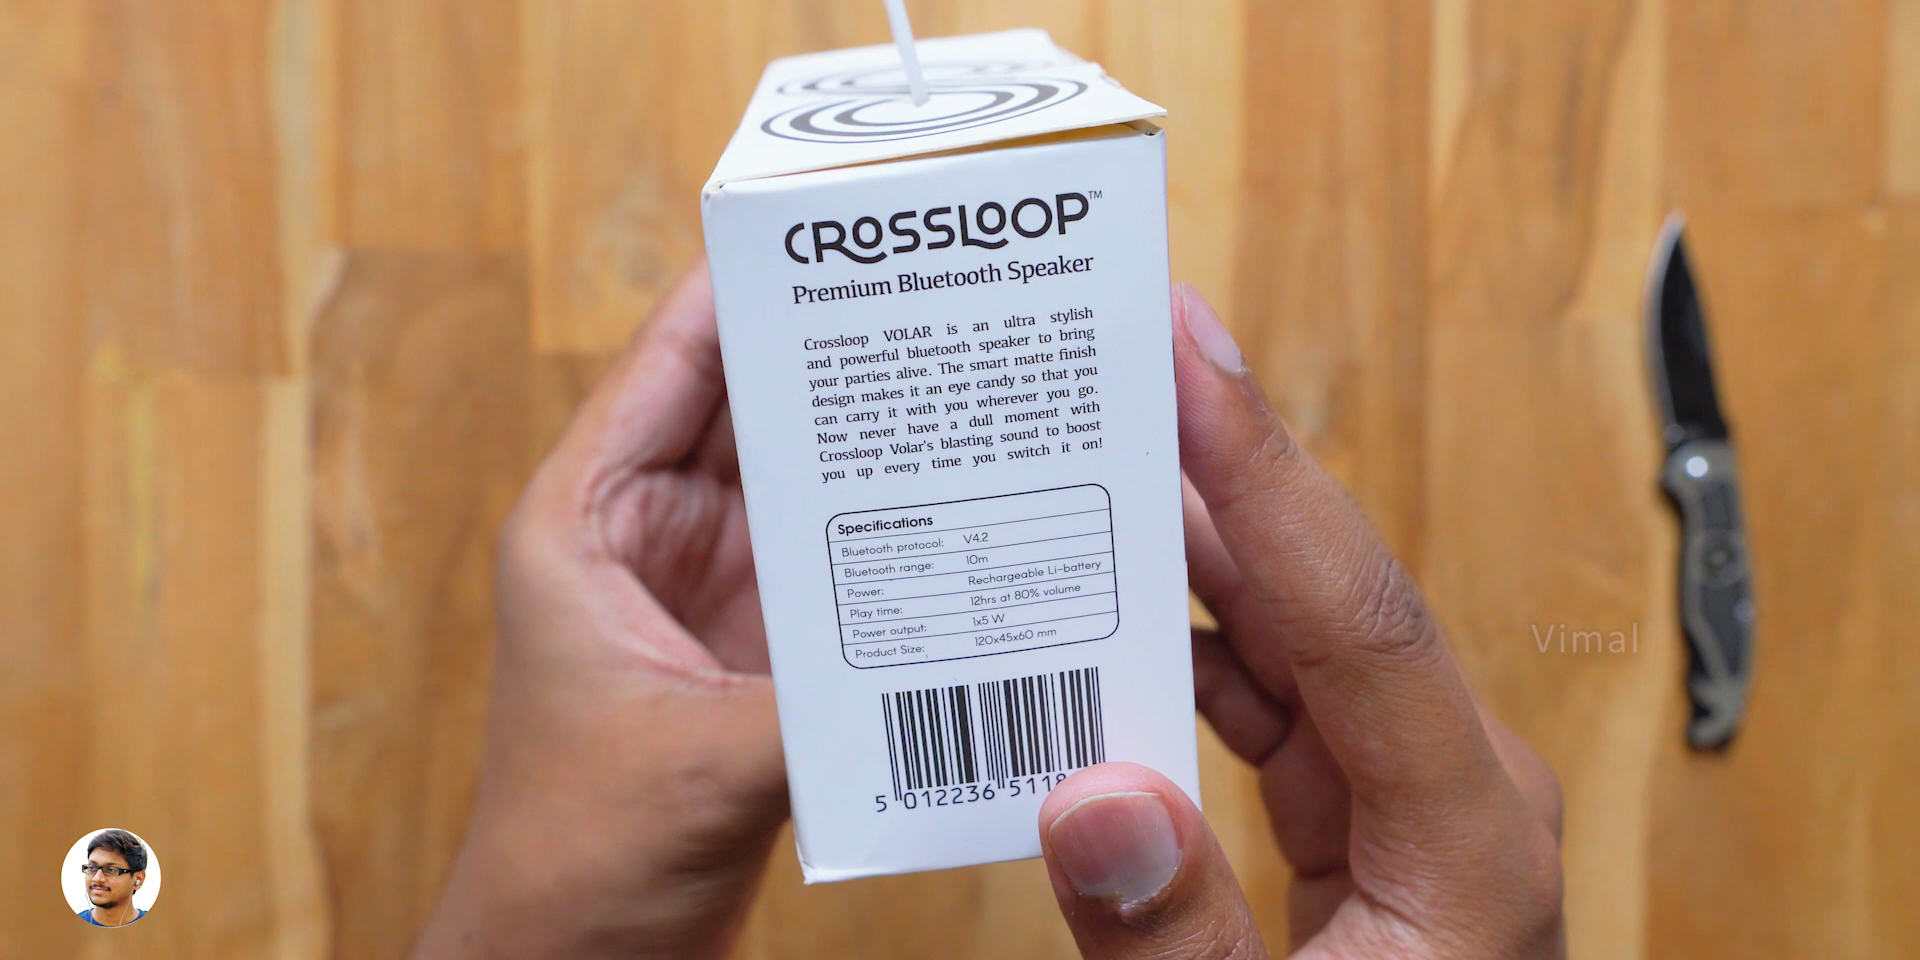 CROSSLOOP™
Premium Bluetooth Speaker
Crossloop VOLAR is an ultra stylish
and powerful bluetooth speaker to bring
your parties alive. The smart matte finish
design makes it an eye candy so that you
can carry it with you wherever you go.
Now never have a dull moment with
Crossloop Volar's blasting sound to boost
you up every time you switch it on!
Specifications
Bluetooth protocol: V4.2
Bluetooth range: 10m
Power: Rechargeable Li-battery
Play time: 12hrs at 80% volume
Power output: 1x5 W
Product Size: 120x45x60 mm
5 012236 511
Vimal